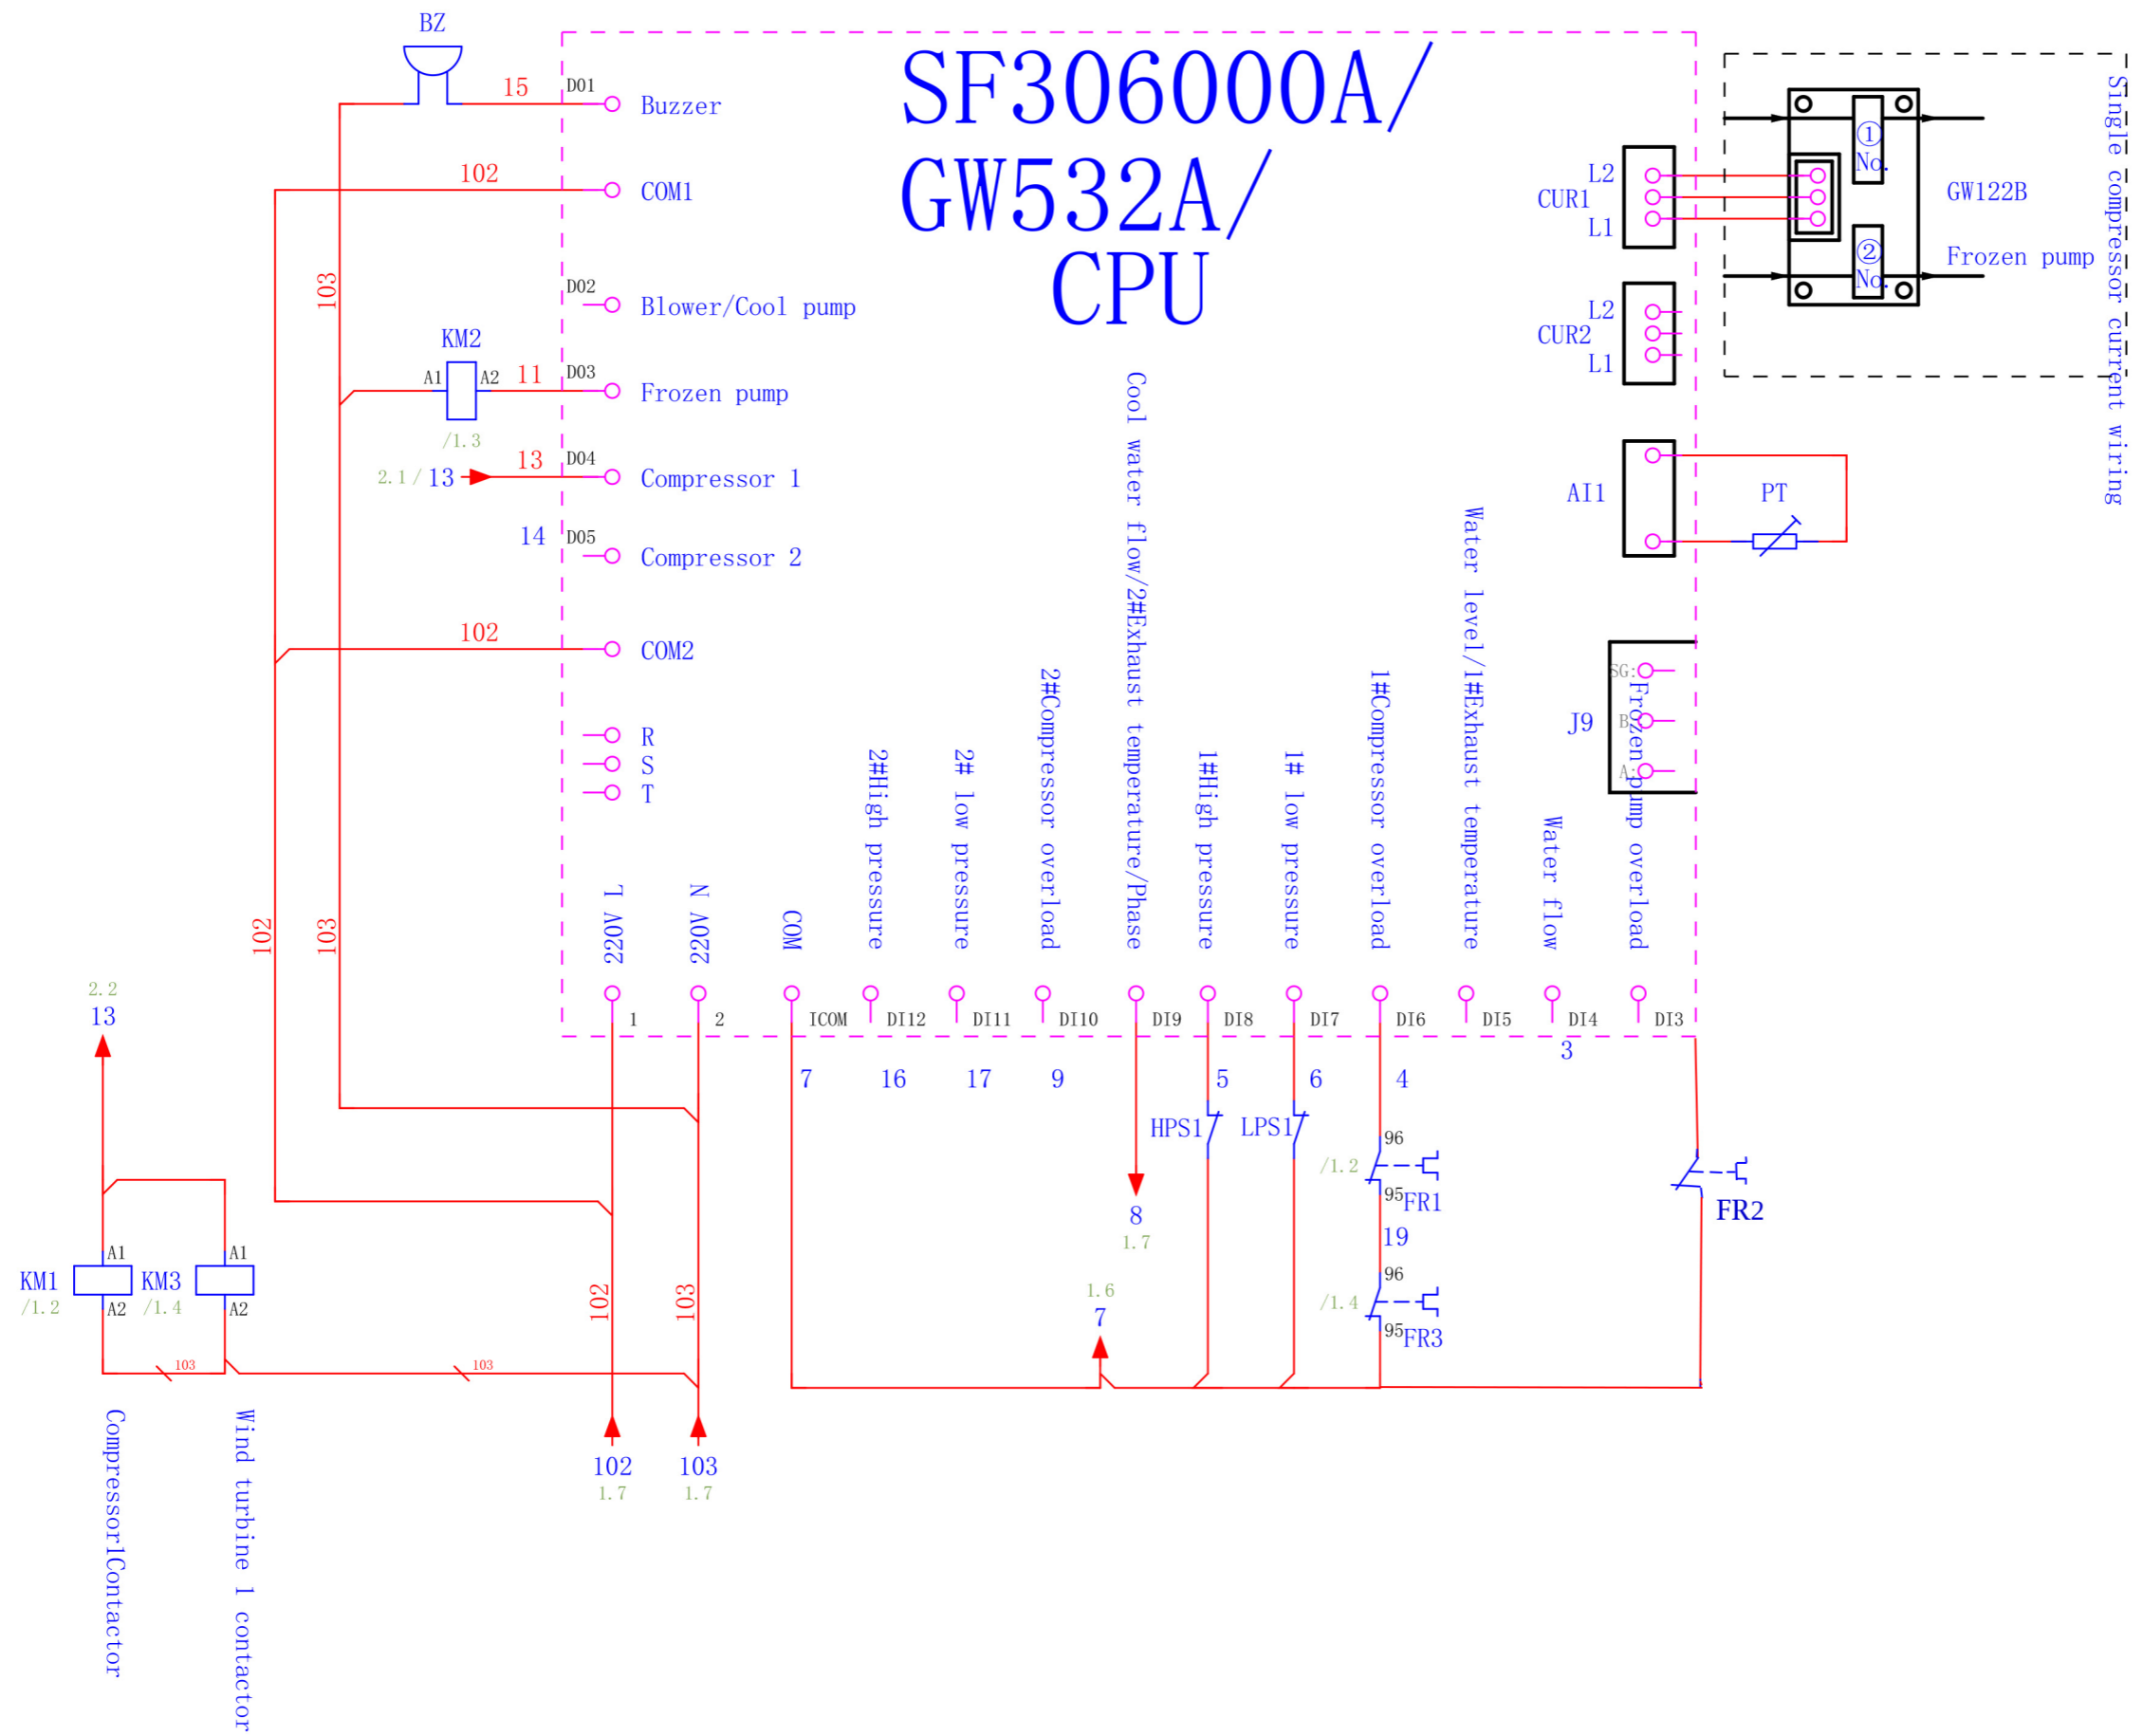 BZ
15
D01
Buzzer
102
COM1
103
D02
Blower/Cool pump
KM2
A1
A2
11
D03
Frozen pump
/1.3
2.1/
13
13
D04
Compressor 1
14
D05
Compressor 2
102
COM2
R
S
T
SF306000A/
GW532A/
CPU
L2
CUR1
L1
L2
CUR2
L1
①
No.
②
No.
GW122B
Frozen pump
Single compressor current wiring
AI1
PT
J9
SG:
B:
A:
L 220V
N 220V
COM
2#High pressure
2# low pressure
2#Compressor overload
Cool water flow/2#Exhaust temperature/Phase
1#High pressure
1# low pressure
1#Compressor overload
Water level/1#Exhaust temperature
Water flow
Frozen pump overload
1
2
ICOM
DI12
DI11
DI10
DI9
DI8
DI7
DI6
DI5
DI4
DI3
7
16
17
9
5
6
4
3
102
103
HPS1
LPS1
96
/1.2
95
FR1
19
96
/1.4
95
FR3
FR2
8
1.7
1.6
7
2.2
13
A1
KM1
/1.2
A2
A1
KM3
/1.4
A2
103
103
102
103
102
1.7
103
1.7
Compressor1Contactor
Wind turbine 1 contactor